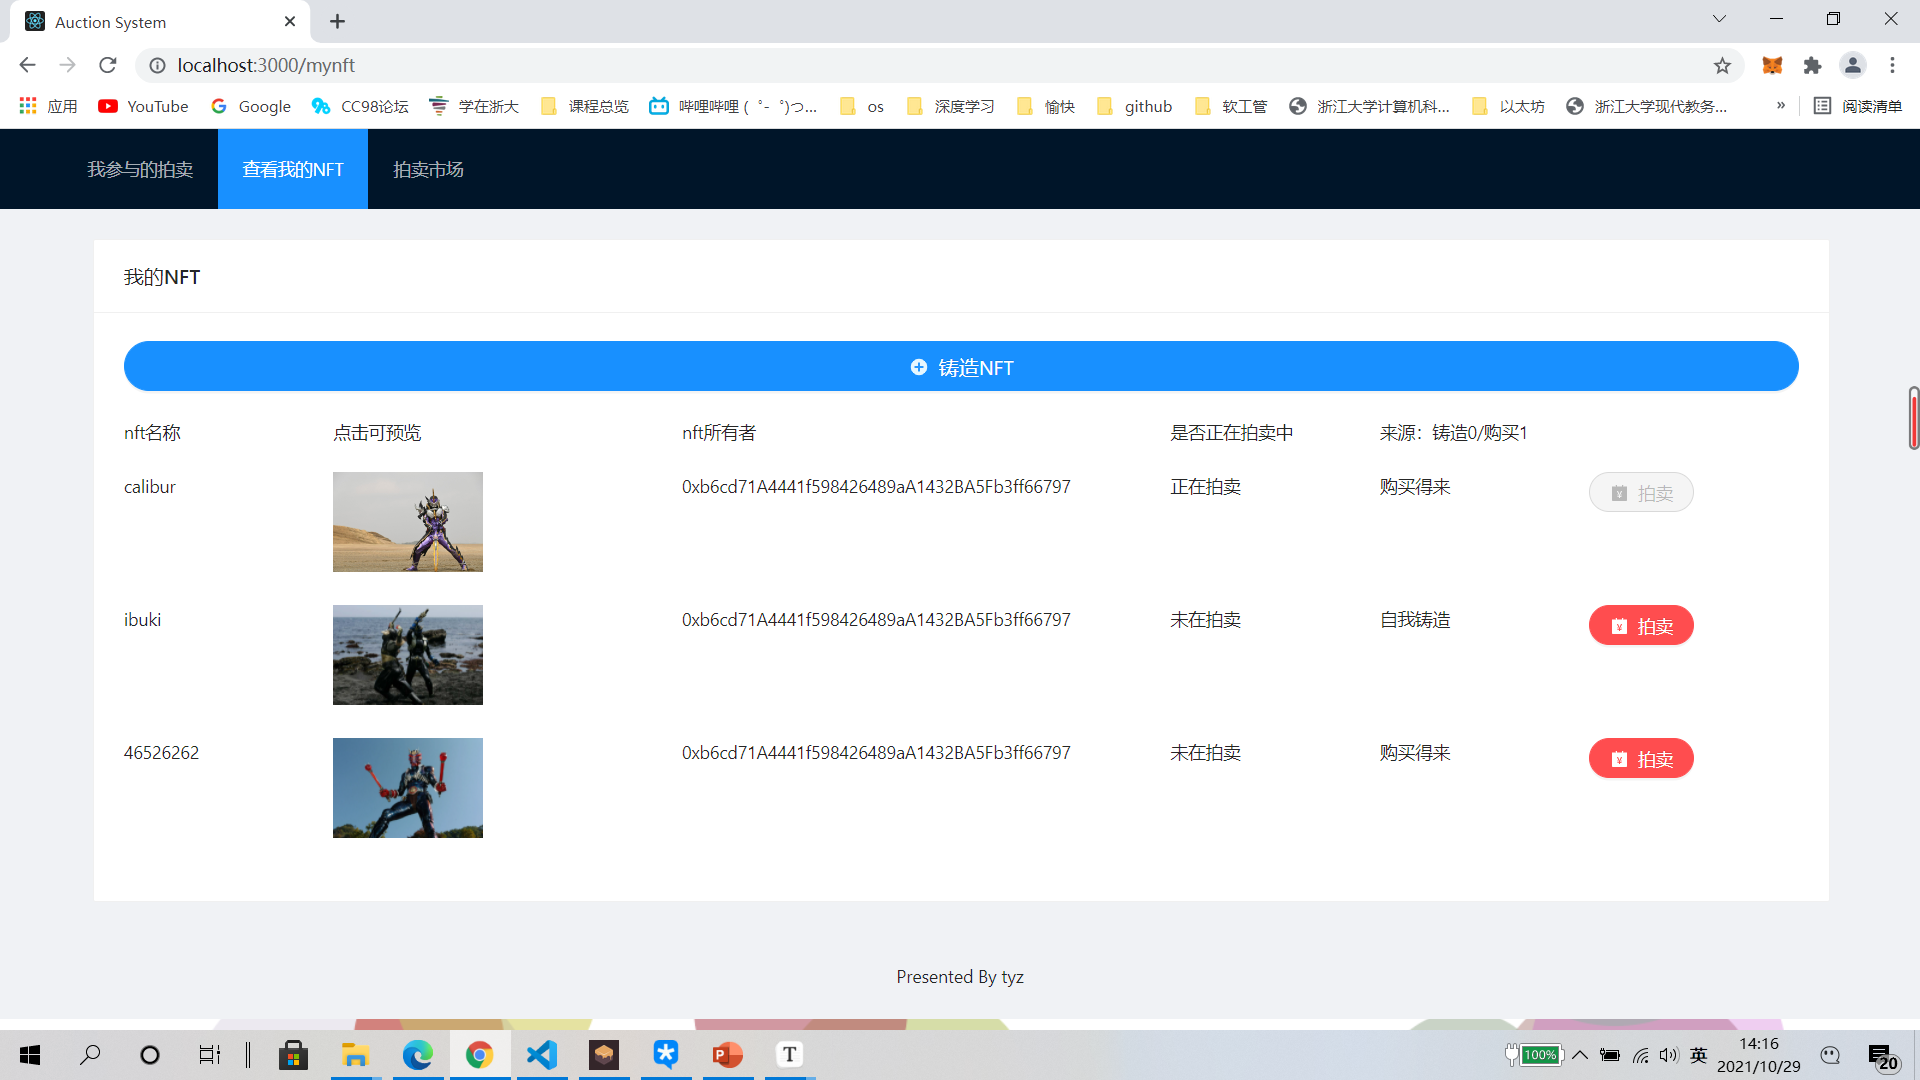 Auction System
localhost:3000/mynft
应用 YouTube Google CC98论坛 学在浙大 课程总览 哔哩哔哩 (゜-゜)つ... os 深度学习 愉快 github 软工管 浙江大学计算机科... 以太坊 浙江大学现代教务... » 阅读清单
我参与的拍卖 查看我的NFT 拍卖市场
我的NFT
铸造NFT
nft名称 点击可预览 nft所有者 是否正在拍卖中 来源：铸造0/购买1
calibur 0xb6cd71A4441f598426489aA1432BA5Fb3ff66797 正在拍卖 购买得来 拍卖
ibuki 0xb6cd71A4441f598426489aA1432BA5Fb3ff66797 未在拍卖 自我铸造 拍卖
46526262 0xb6cd71A4441f598426489aA1432BA5Fb3ff66797 未在拍卖 购买得来 拍卖
Presented By tyz
100% 英 14:16
2021/10/29
20